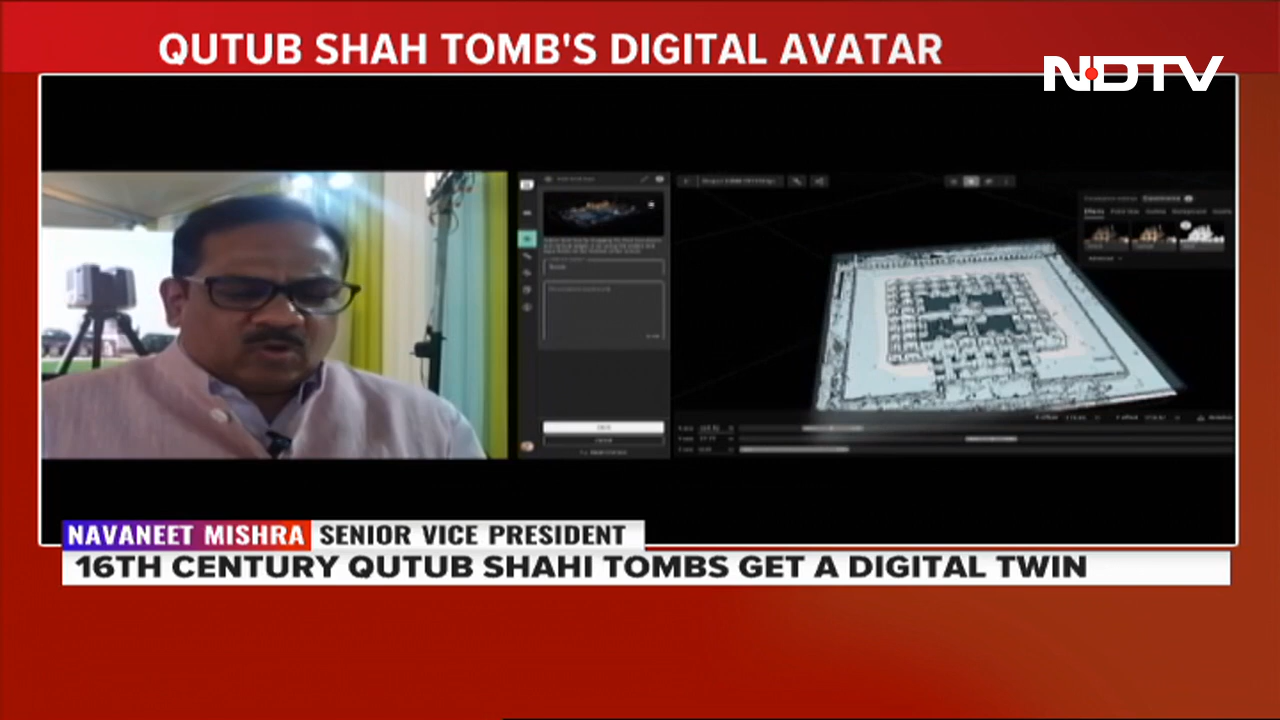 QUTUB SHAH TOMB'S DIGITAL AVATAR
NDTV
NAVANEET MISHRA SENIOR VICE PRESIDENT
16TH CENTURY QUTUB SHAHI TOMBS GET A DIGITAL TWIN